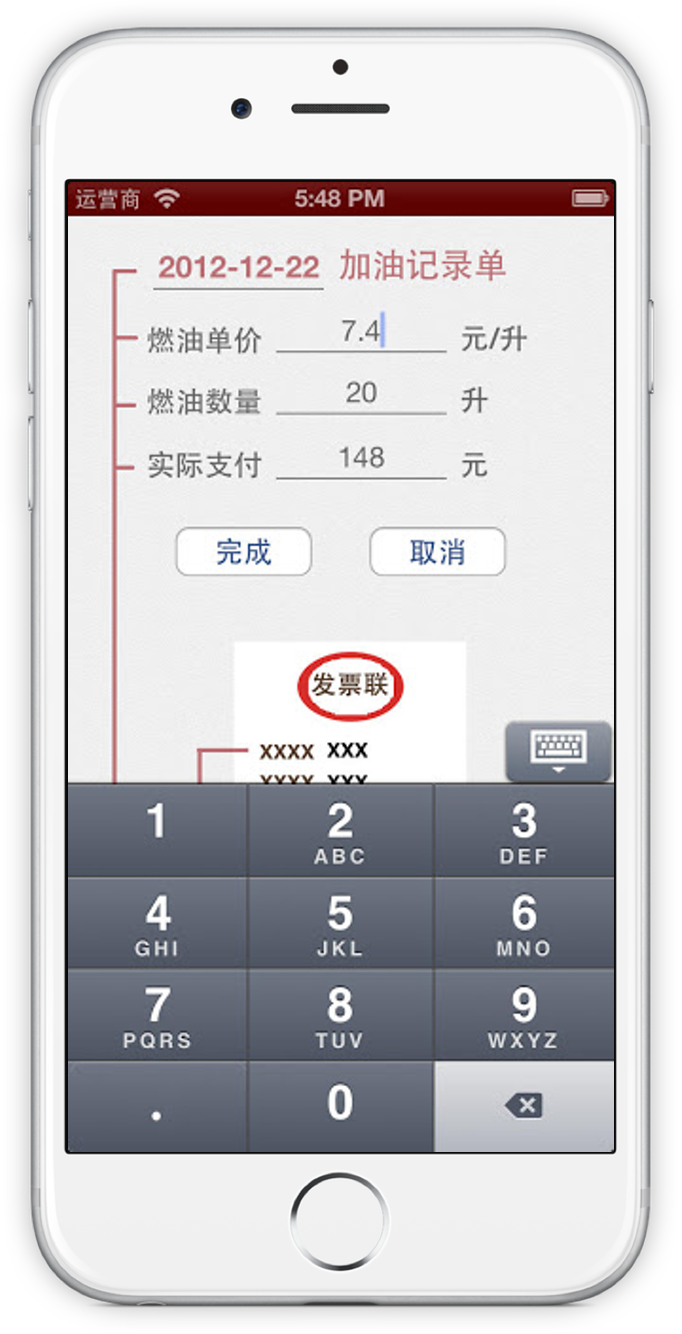 运营商 5:48 PM
2012-12-22 加油记录单
燃油单价 7.4 元/升
燃油数量 20 升
实际支付 148 元
完成 取消
发票联
XXXX XXX
XXXX XXX
1 2 3
ABC DEF
4 5 6
GHI JKL MNO
7 8 9
PQRS TUV WXYZ
. 0